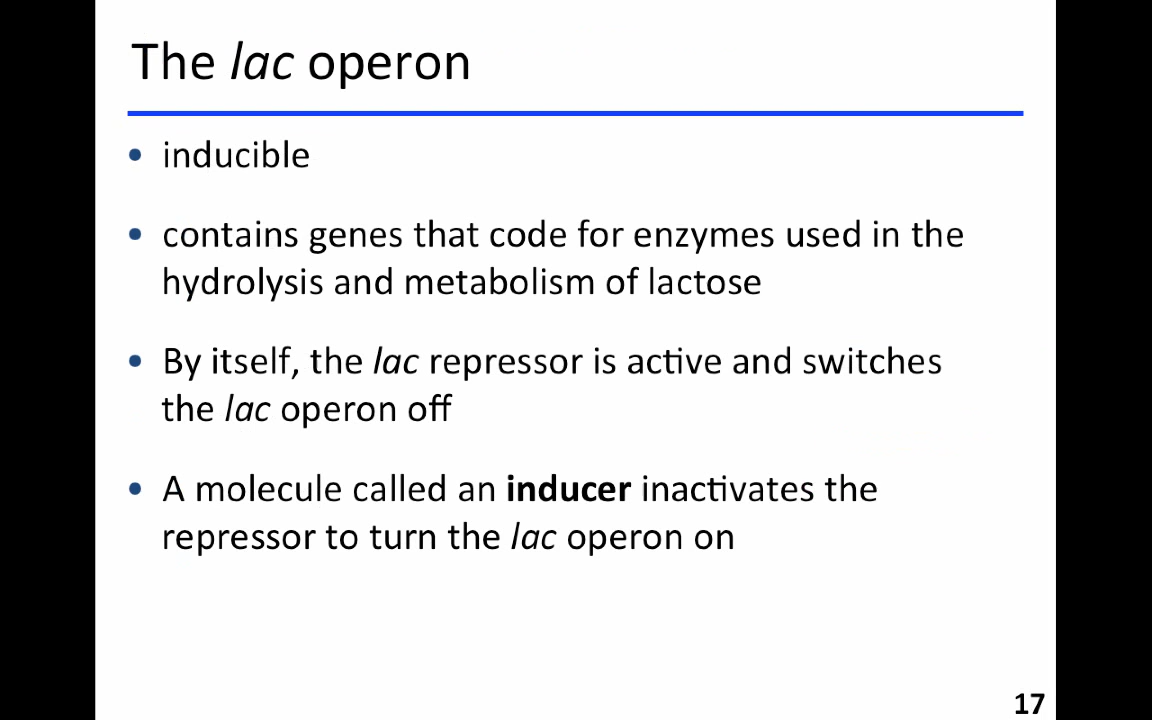 The lac operon
• inducible
• contains genes that code for enzymes used in the
hydrolysis and metabolism of lactose
• By itself, the lac repressor is active and switches
the lac operon off
• A molecule called an inducer inactivates the
repressor to turn the lac operon on
17